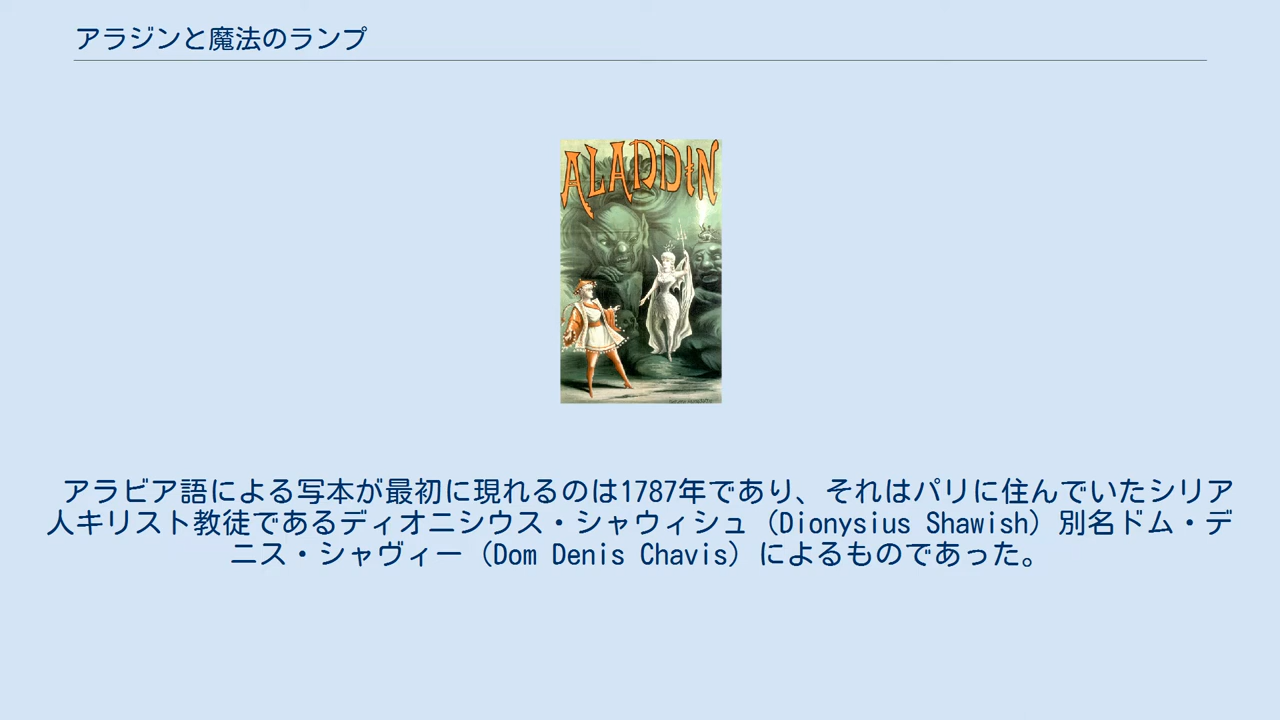 アラジンと魔法のランプ
ALADDIN
アラビア語による写本が最初に現れるのは1787年であり、それはパリに住んでいたシリア
人キリスト教徒であるディオニシウス・シャウィシュ（Dionysius Shawish）別名ドム・デ
ニス・シャヴィー（Dom Denis Chavis）によるものであった。